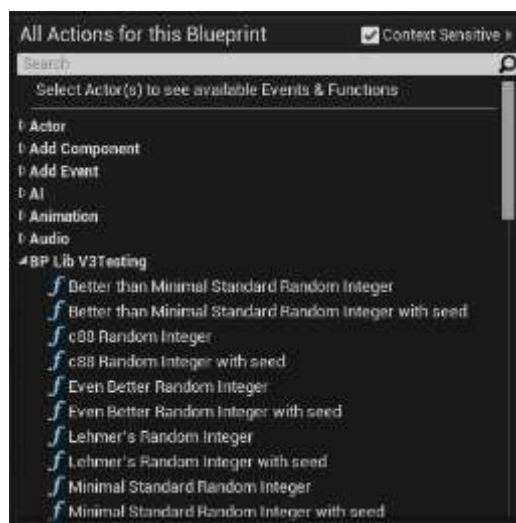 All Actions for this Blueprint Context Sensitive
Search
Select Actor(s) to see available Events & Functions
Actor
Add Component
Add Event
AI
Animation
Audio
BP Lib V3Testing
f Better than Minimal Standard Random Integer
f Better than Minimal Standard Random Integer with seed
f c88 Random Integer
f c88 Random Integer with seed
f Even Better Random Integer
f Even Better Random Integer with seed
f Lehmer's Random Integer
f Lehmer's Random Integer with seed
f Minimal Standard Random Integer
f Minimal Standard Random Integer with seed